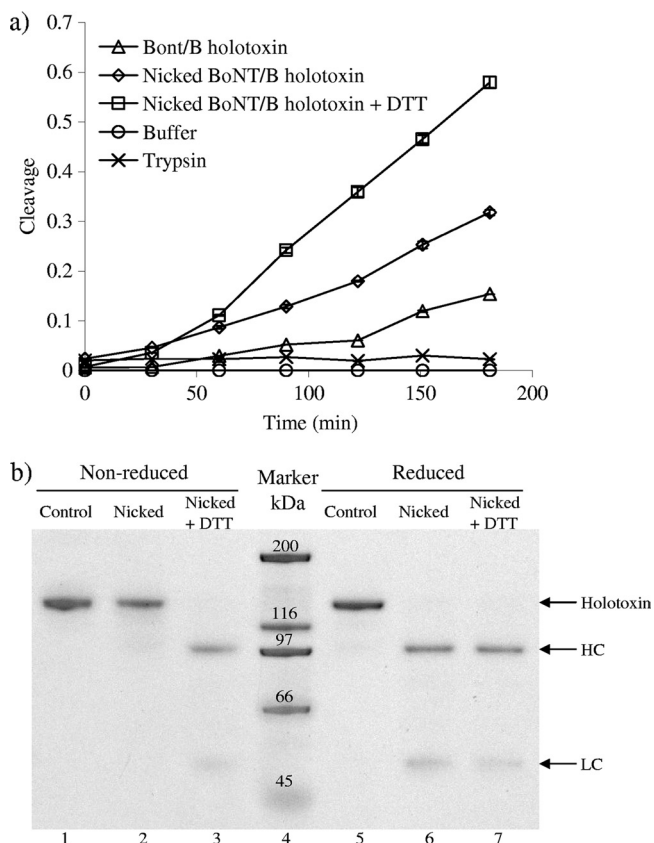 a)
Bont/B holotoxin
Nicked BoNT/B holotoxin
Nicked BoNT/B holotoxin + DTT
Buffer
Trypsin
0.7
0.6
0.5
0.4
0.3
0.2
0.1
0
Cleavage
0 50 100 150 200
Time (min)
b)
Non-reduced Marker Reduced
kDa
Control Nicked Nicked + DTT Control Nicked Nicked + DTT
200
Holotoxin
116
97
HC
66
LC
45
1 2 3 4 5 6 7